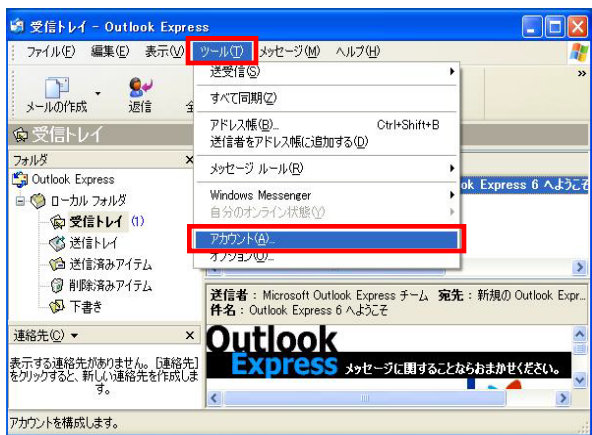 受信トレイ - Outlook Express
ファイル(F) 編集(E) 表示(V) ツール(T) メッセージ(M) ヘルプ(H)
メールの作成 返信
送受信(S)
すべて同期(Z)
アドレス帳(B)... Ctrl+Shift+B
送信者をアドレス帳に追加する(D)
メッセージ ルール(R)
Windows Messenger
自分のオンライン状態(Y)
アカウント(A)...
オプション(O)...
受信トレイ
フォルダ
Outlook Express
ローカル フォルダ
受信トレイ (1)
送信トレイ
送信済みアイテム
削除済みアイテム
下書き
ok Express 6 へようこそ
連絡先(C)
表示する連絡先がありません。[連絡先]
をクリックすると、新しい連絡先を作成しま
す。
送信者: Microsoft Outlook Express チーム 宛先: 新規の Outlook Expr...
件名: Outlook Express 6 へようこそ
Outlook
Express メッセージに関することならおまかせください。
アカウントを構成します。